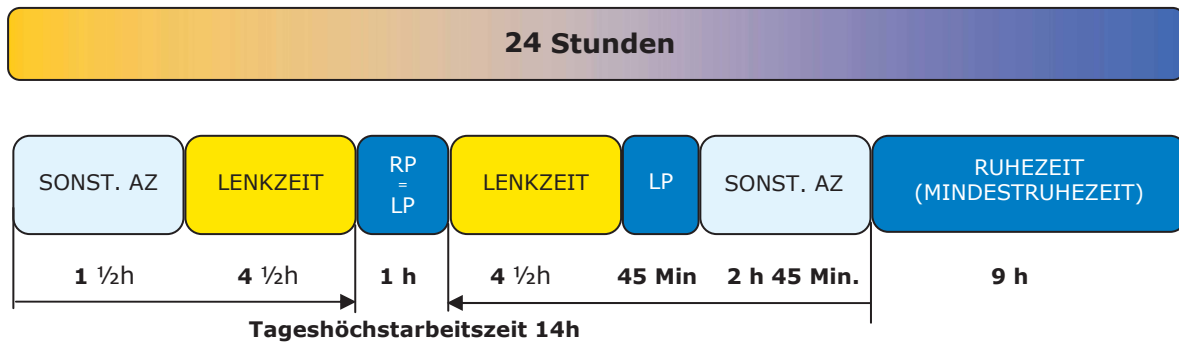 24 Stunden
SONST. AZ
LENKZEIT
RP
=
LP
LENKZEIT
LP
SONST. AZ
RUHEZEIT
(MINDESTRUHEZEIT)
1 ½h
4 ½h
1 h
4 ½h
45 Min
2 h 45 Min.
9 h
Tageshöchstarbeitszeit 14h